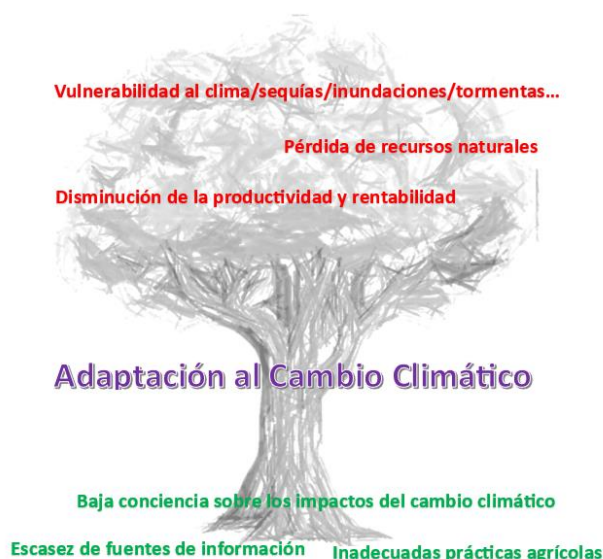 Vulnerabilidad al clima/sequías/inundaciones/tormentas...
Pérdida de recursos naturales
Disminución de la productividad y rentabilidad
Adaptación al Cambio Climático
Baja conciencia sobre los impactos del cambio climático
Escasez de fuentes de información
Inadecuadas prácticas agrícolas